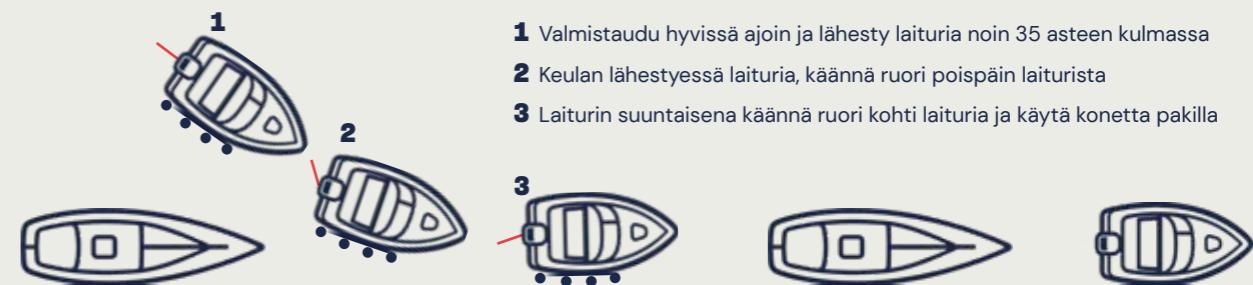 1
1 Valmistaudu hyvissä ajoin ja lähesty laituria noin 35 asteen kulmassa
2 Keulan lähestyessä laituria, käännä ruori poispäin laiturista
3 Laiturin suuntaisena käännä ruori kohti laituria ja käytä konetta pakilla
2
3